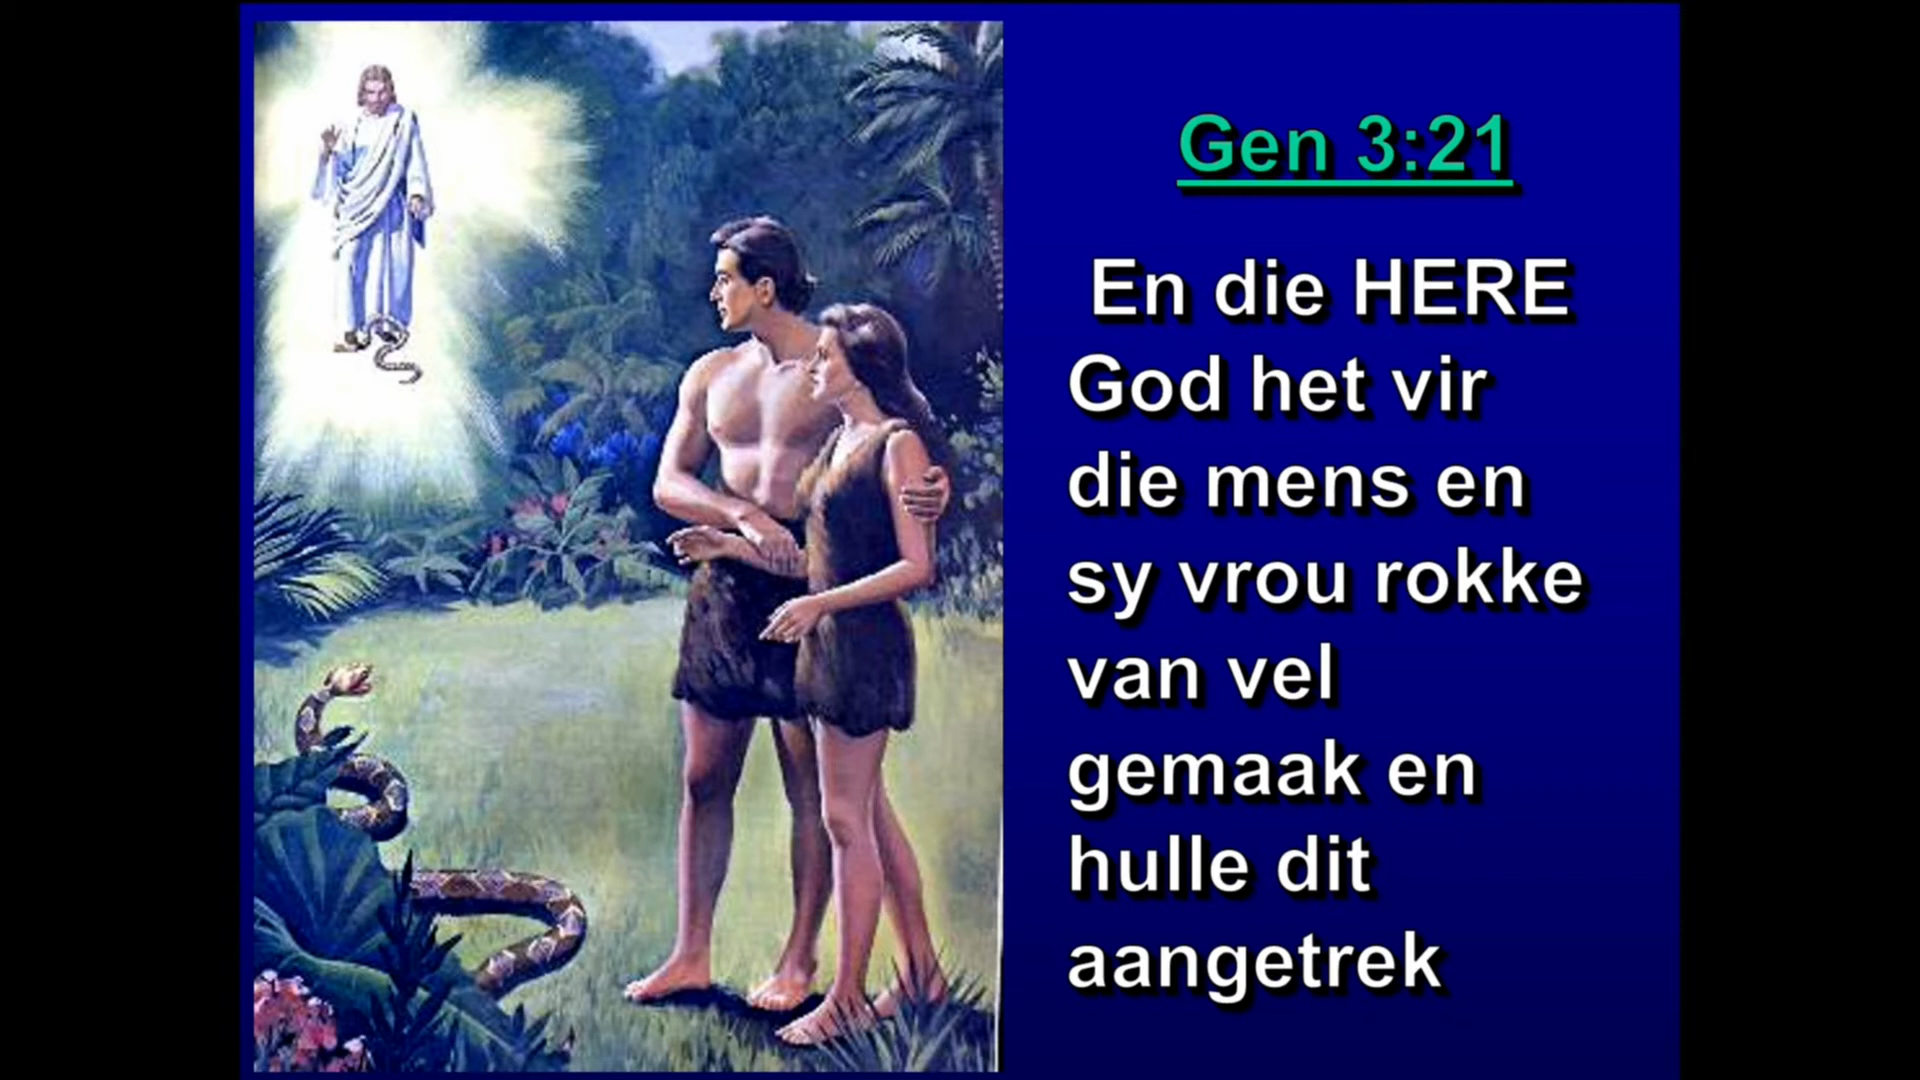 Gen 3:21
En die HERE
God het vir
die mens en
sy vrou rokke
van vel
gemaak en
hulle dit
aangetrek